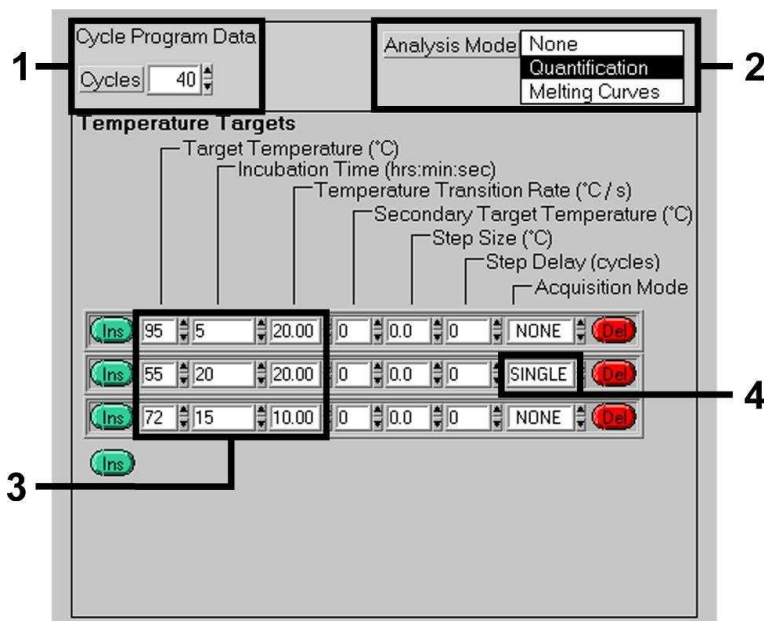 Cycle Program Data
Cycles 40
1
Analysis Mode None
Quantification
Melting Curves
2
Temperature Targets
Target Temperature (°C)
Incubation Time (hrs:min:sec)
Temperature Transition Rate (°C / s)
Secondary Target Temperature (°C)
Step Size (°C)
Step Delay (cycles)
Acquisition Mode
Ins 95 5 20.00 0 0.0 0 NONE Del
Ins 55 20 20.00 0 0.0 0 SINGLE Del
4
Ins 72 15 10.00 0 0.0 0 NONE Del
Ins
3